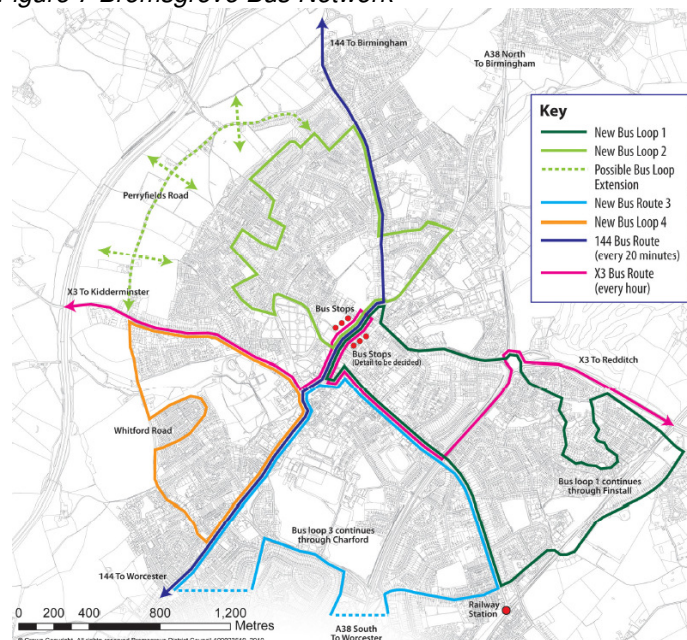 Figure 7 Bromsgrove Bus Network
144 To Birmingham
A38 North
To Birmingham
Key
New Bus Loop 1
New Bus Loop 2
Possible Bus Loop
Extension
New Bus Route 3
New Bus Loop 4
144 Bus Route
(every 20 minutes)
X3 Bus Route
(every hour)
Perryfields Road
X3 To Kidderminster
Bus Stops
Bus Stops
(Detail to be decided)
X3 To Redditch
Whitford Road
Bus loop 1 continues
through Finstall
Bus loop 3 continues
through Charford
144 To Worcester
Railway
Station
A38 South
To Worcester
0 200 400 800 1,200
Metres